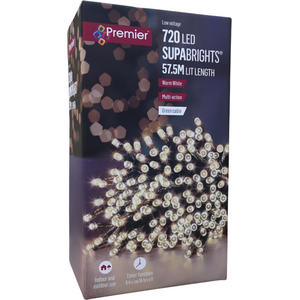 Premier®
Low voltage
720 LED
SUPABRIGHTS®
57.5M LIT LENGTH
Warm White
Multi-action
Green cable
Indoor and
outdoor use
Timer function